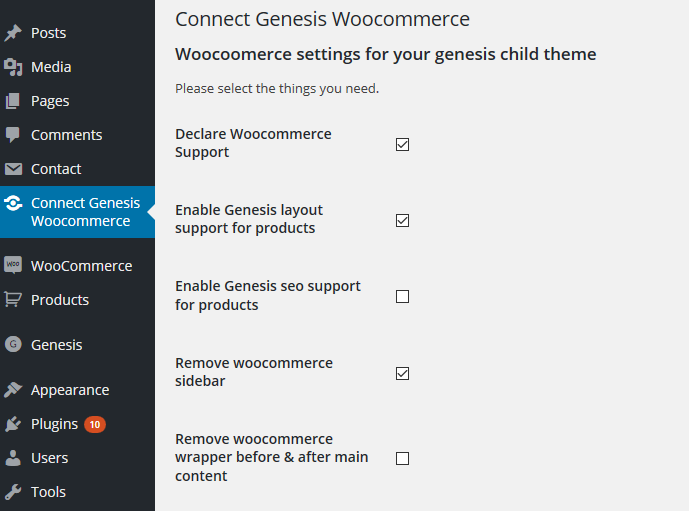 Posts
Media
Pages
Comments
Contact
Connect Genesis
Woocommerce
WOO
WooCommerce
Products
G
Genesis
Appearance
Plugins 10
Users
Tools
Connect Genesis Woocommerce
Woocoomerce settings for your genesis child theme
Please select the things you need.
Declare Woocommerce
Support
Enable Genesis layout
support for products
Enable Genesis seo support
for products
Remove woocommerce
sidebar
Remove woocommerce
wrapper before & after main
content